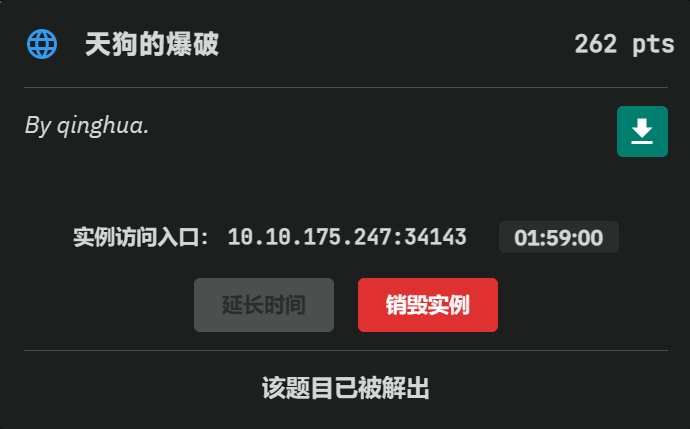 天狗的爆破 262 pts
By qinghua.
实例访问入口： 10.10.175.247:34143 01:59:00
延长时间 销毁实例
该题目已被解出